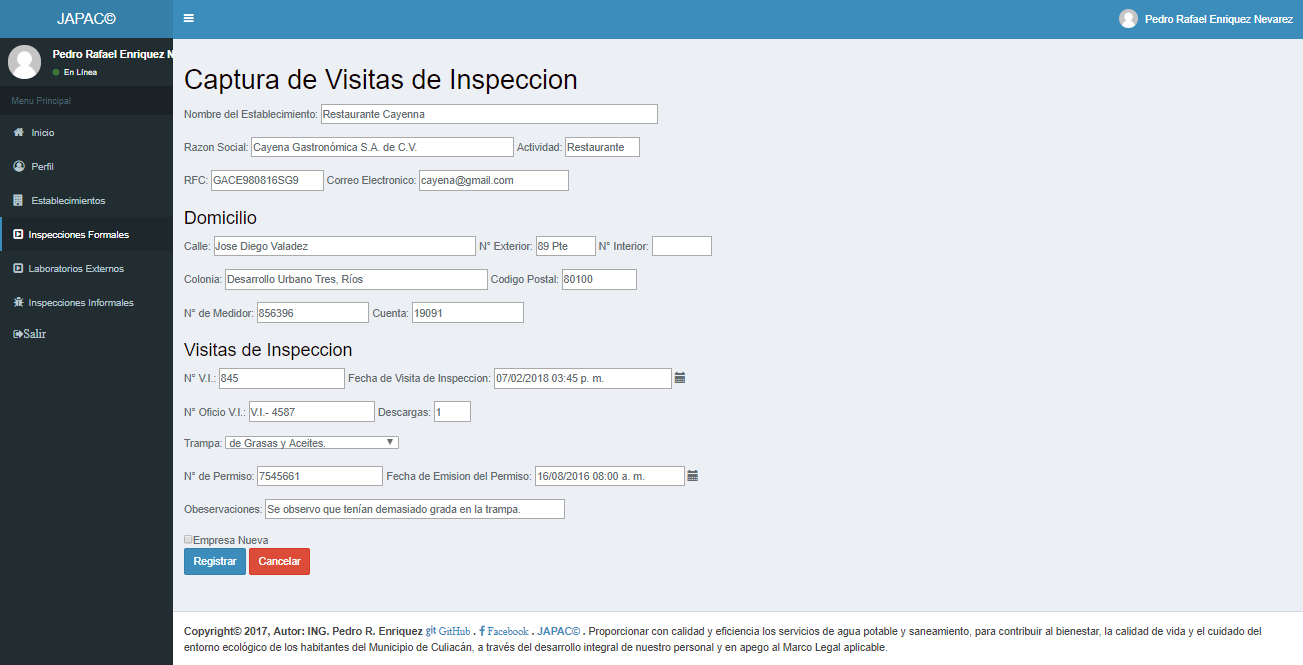 JAPAC©
Pedro Rafael Enriquez Nevarez
Pedro Rafael Enriquez N
En Línea
Menu Principal
Inicio
Perfil
Establecimientos
Inspecciones Formales
Laboratorios Externos
Inspecciones Informales
Salir
Captura de Visitas de Inspeccion
Nombre del Establecimiento: Restaurante Cayenna
Razon Social: Cayena Gastronómica S.A. de C.V. Actividad: Restaurante
RFC: GACE980816SG9 Correo Electronico: cayena@gmail.com
Domicilio
Calle: Jose Diego Valadez N° Exterior: 89 Pte N° Interior:
Colonia: Desarrollo Urbano Tres, Ríos Codigo Postal: 80100
N° de Medidor: 856396 Cuenta: 19091
Visitas de Inspeccion
N° V.I.: 845 Fecha de Visita de Inspeccion: 07/02/2018 03:45 p. m.
N° Oficio V.I.: V.I.- 4587 Descargas: 1
Trampa: de Grasas y Aceites.
N° de Permiso: 7545661 Fecha de Emision del Permiso: 16/08/2016 08:00 a. m.
Obeservaciones: Se observo que tenían demasiado grada en la trampa.
Empresa Nueva
Registrar Cancelar
Copyright© 2017, Autor: ING. Pedro R. Enriquez git GitHub . f Facebook . JAPAC© . Proporcionar con calidad y eficiencia los servicios de agua potable y saneamiento, para contribuir al bienestar, la calidad de vida y el cuidado del
entorno ecológico de los habitantes del Municipio de Culiacán, a través del desarrollo integral de nuestro personal y en apego al Marco Legal aplicable.